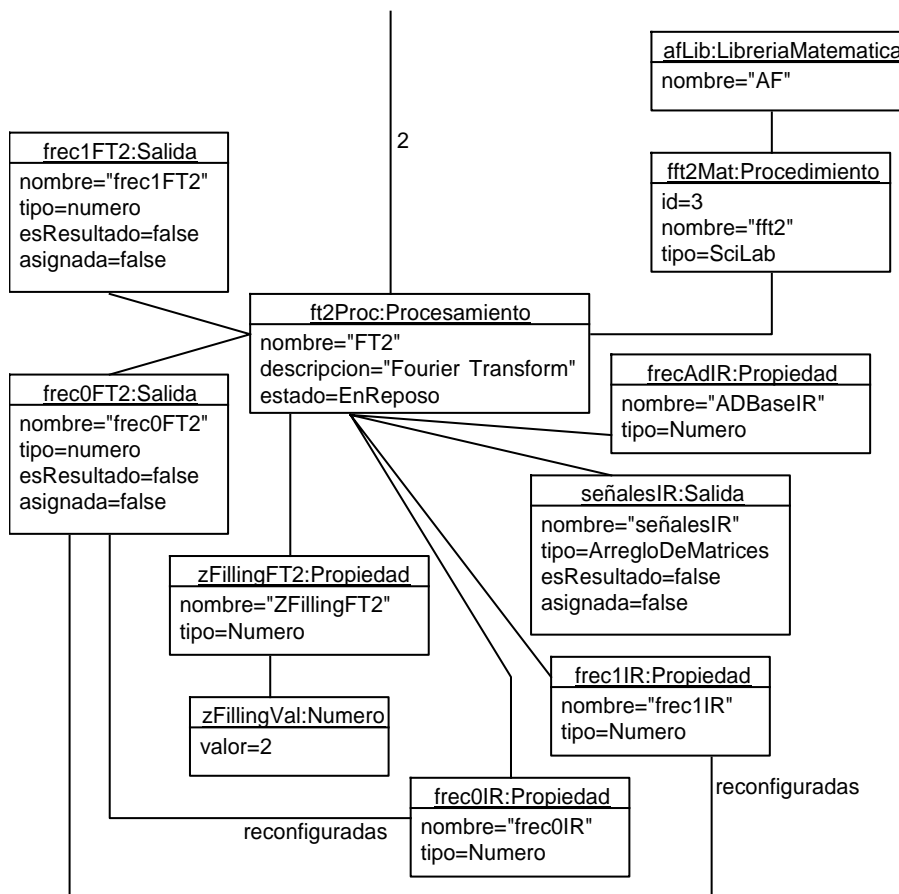 afLib:LibreriaMatematica
nombre="AF"
2
frec1FT2:Salida
nombre="frec1FT2"
tipo=numero
esResultado=false
asignada=false
fft2Mat:Procedimiento
id=3
nombre="fft2"
tipo=SciLab
ft2Proc:Procesamiento
nombre="FT2"
descripcion="Fourier Transform"
estado=EnReposo
frecAdIR:Propiedad
nombre="ADBaseIR"
tipo=Numero
frec0FT2:Salida
nombre="frec0FT2"
tipo=numero
esResultado=false
asignada=false
señalesIR:Salida
nombre="señalesIR"
tipo=ArregloDeMatrices
esResultado=false
asignada=false
zFillingFT2:Propiedad
nombre="ZFillingFT2"
tipo=Numero
frec1IR:Propiedad
nombre="frec1IR"
tipo=Numero
zFillingVal:Numero
valor=2
frec0IR:Propiedad
nombre="frec0IR"
tipo=Numero
reconfiguradas
reconfiguradas